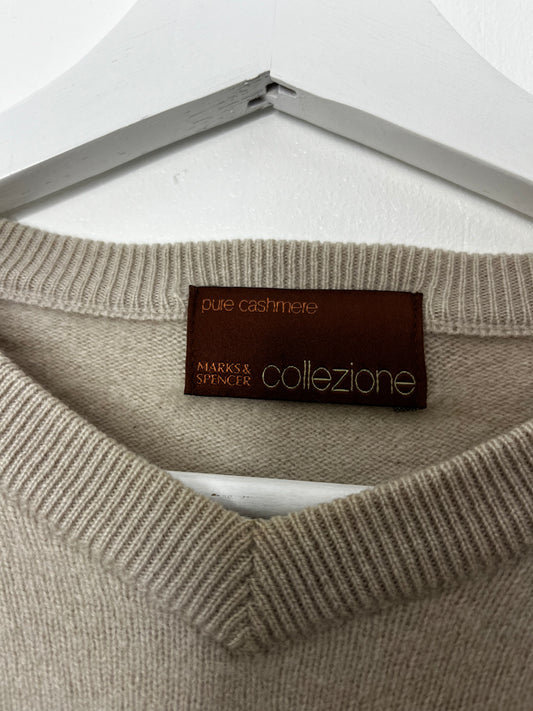 pure cashmere
MARKS &
SPENCER collezione